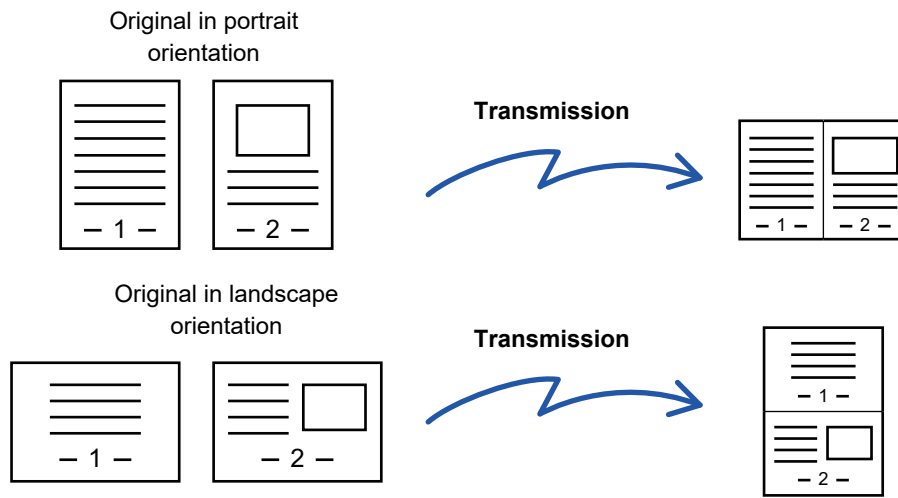 Original in portrait
orientation
– 1 –
– 2 –
Transmission
– 1 –
– 2 –
Original in landscape
orientation
– 1 –
– 2 –
Transmission
– 1 –
– 2 –